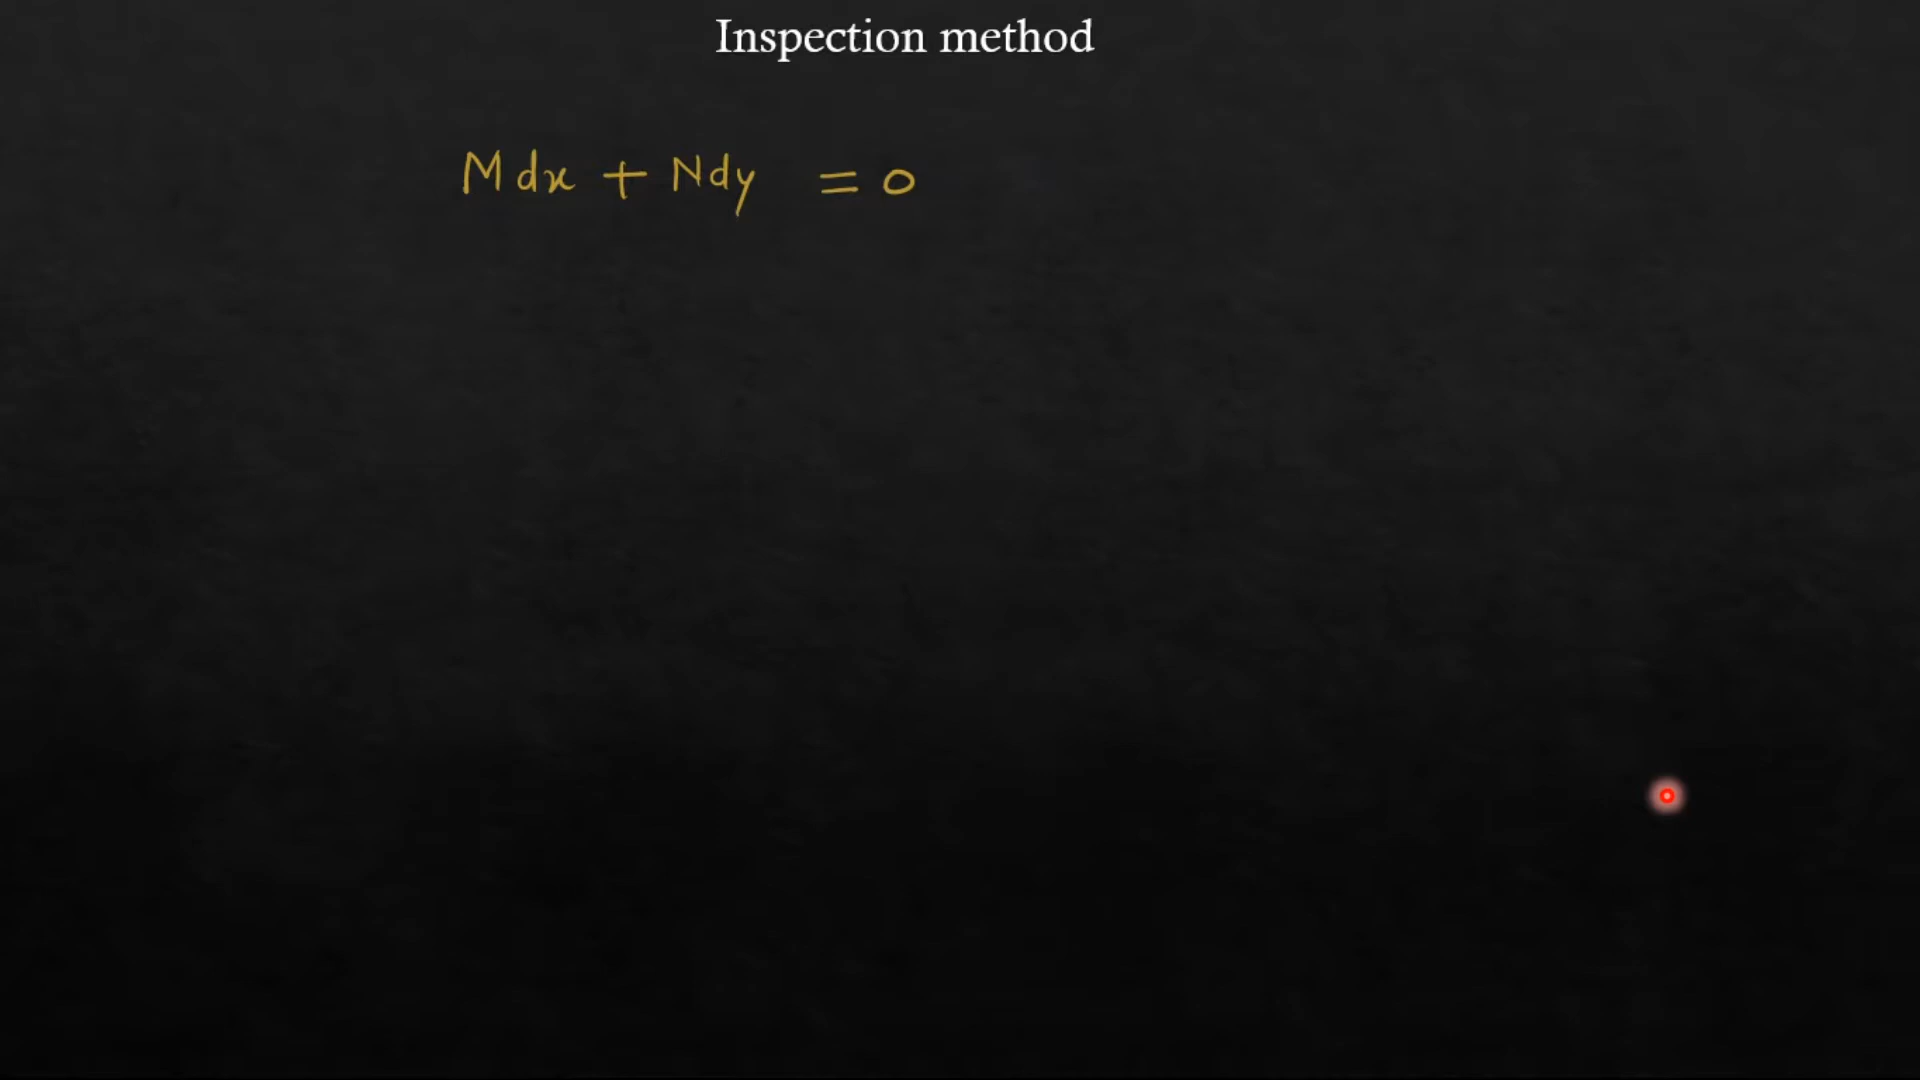 Inspection method
Mdx + Ndy = 0